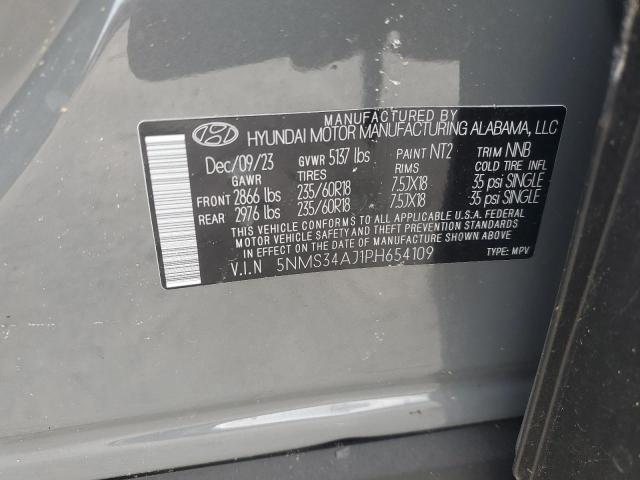 MANUFACTURED BY
HYUNDAI MOTOR MANUFACTURING ALABAMA, LLC
Dec/09/23 GVWR 5137 lbs PAINT NT2 TRIM NNB
GAWR TIRES RIMS COLD TIRE INFL
FRONT 2866 lbs 235/60R18 7.5JX18 35 psi SINGLE
REAR 2976 lbs 235/60R18 7.5JX18 35 psi SINGLE
THIS VEHICLE CONFORMS TO ALL APPLICABLE U.S.A. FEDERAL
MOTOR VEHICLE SAFETY AND THEFT PREVENTION STANDARDS
IN EFFECT ON THE DATE OF MANUFACTURE SHOWN ABOVE.
V.I.N 5NMS34AJ1PH654109 TYPE: MPV